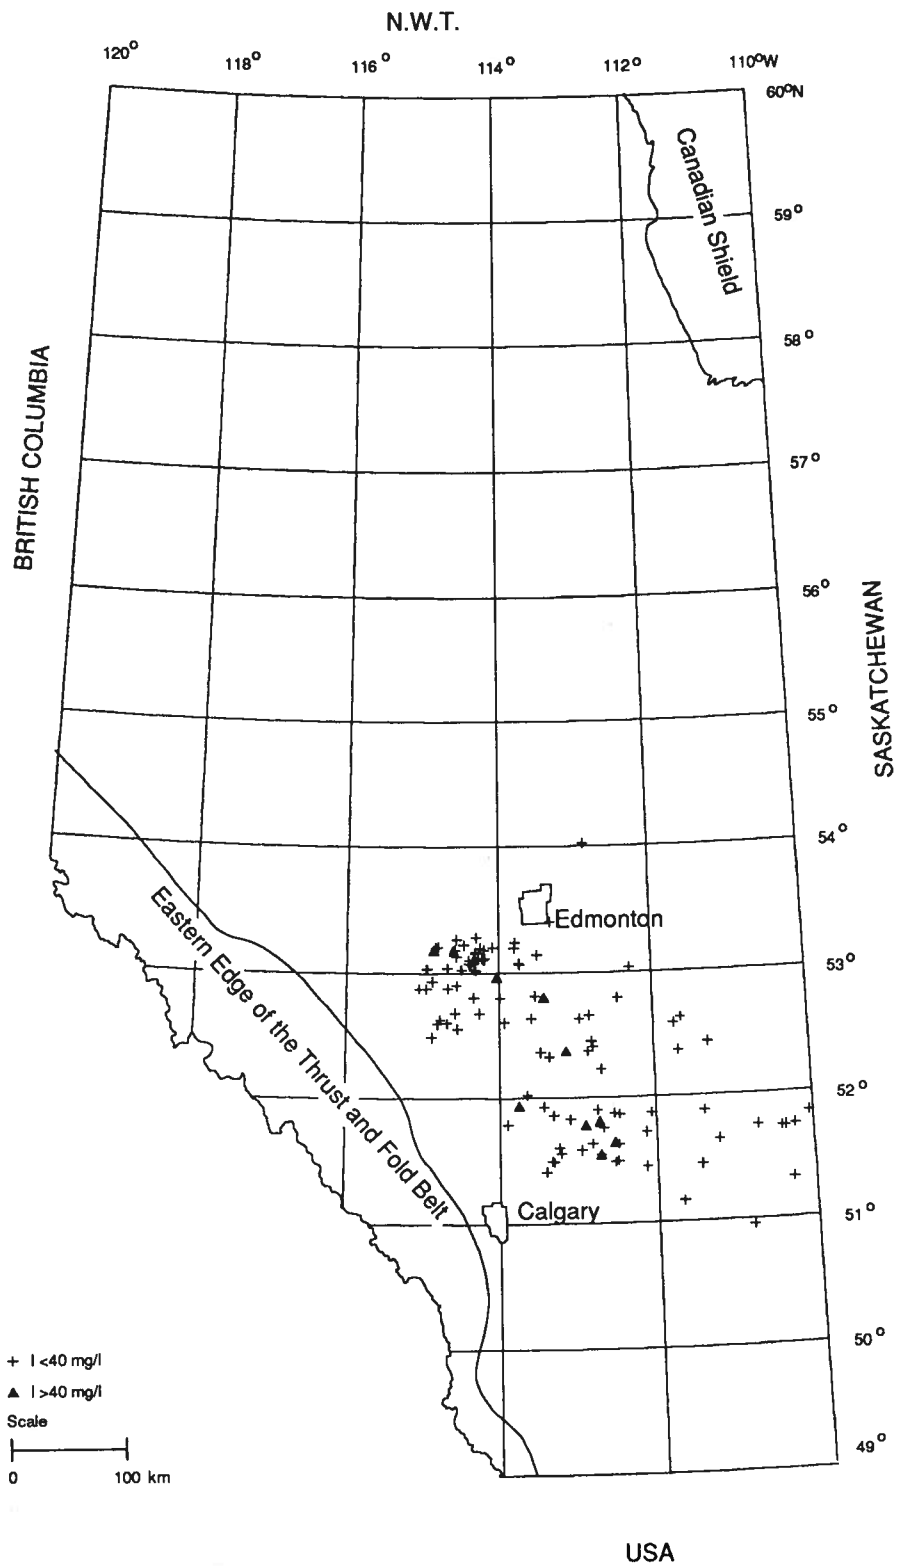 N.W.T.
120° 118° 116° 114° 112° 110°W
60°N
Canadian Shield
59°
58°
BRITISH COLUMBIA
57°
56°
SASKATCHEWAN
55°
54°
Edmonton
53°
Eastern Edge of the Thrust and Fold Belt
52°
Calgary
51°
50°
+ I <40 mg/l
▲ I >40 mg/l
Scale
49°
0 100 km
USA